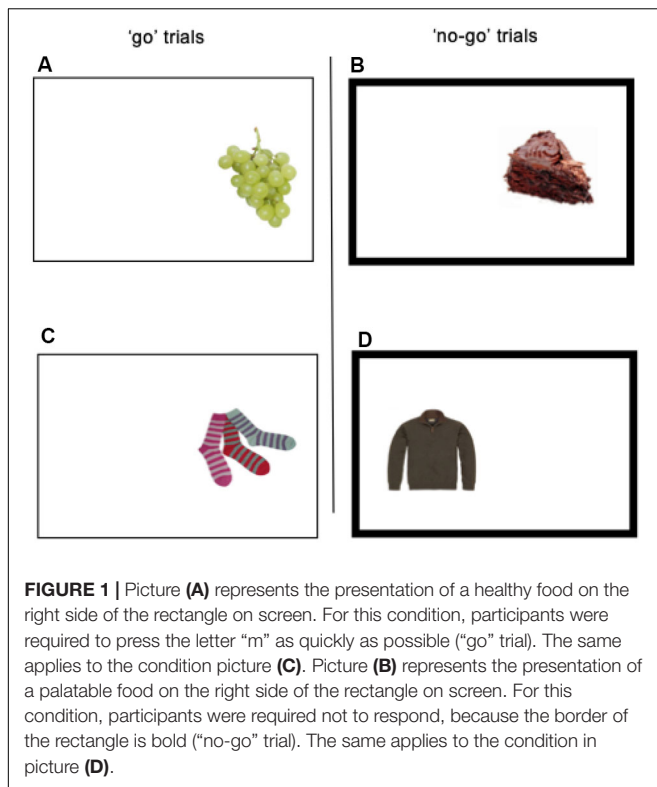 'go' trials
'no-go' trials
A
B
C
D
FIGURE 1 | Picture (A) represents the presentation of a healthy food on the
right side of the rectangle on screen. For this condition, participants were
required to press the letter “m” as quickly as possible (“go” trial). The same
applies to the condition picture (C). Picture (B) represents the presentation of
a palatable food on the right side of the rectangle on screen. For this
condition, participants were required not to respond, because the border of
the rectangle is bold (“no-go” trial). The same applies to the condition in
picture (D).